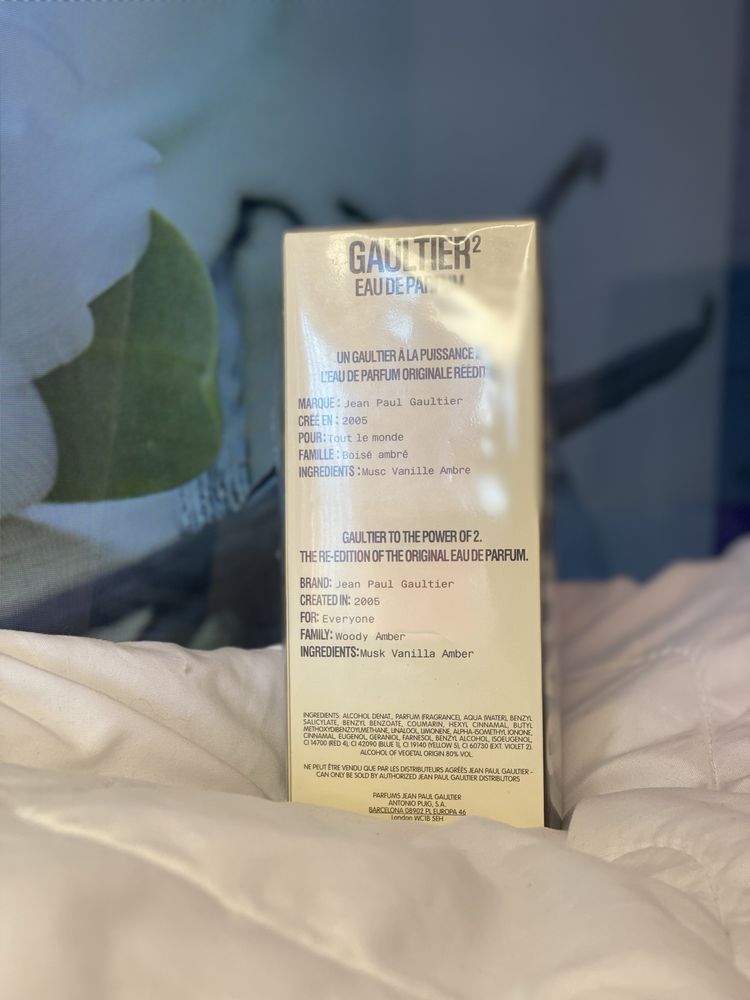 GAULTIER²
EAU DE PARFUM
UN GAULTIER À LA PUISSANCE
L'EAU DE PARFUM ORIGINALE RÉÉDIT
MARQUE: Jean Paul Gaultier
CRÉÉ EN: 2005
POUR: Tout le monde
FAMILLE: Boisé ambré
INGREDIENTS: Musc Vanille Ambre
GAULTIER TO THE POWER OF 2.
THE RE-EDITION OF THE ORIGINAL EAU DE PARFUM.
BRAND: Jean Paul Gaultier
CREATED IN: 2005
FOR: Everyone
FAMILY: Woody Amber
INGREDIENTS: Musk Vanilla Amber
INGREDIENTS: ALCOHOL DENAT., PARFUM (FRAGRANCE), AQUA (WATER), BENZYL
SALICYLATE, BENZYL BENZOATE, COUMARIN, HEXYL CINNAMAL, BUTYL
METHOXYDIBENZOYLMETHANE, LINALOOL, LIMONENE, ALPHA-ISOMETHYL IONONE,
CINNAMAL, EUGENOL, GERANIOL, FARNESOL, BENZYL ALCOHOL, ISOEUGENOL,
CI 14700 (RED 4), CI 42090 (BLUE 1), CI 19140 (YELLOW 5), CI 60730 (EXT. VIOLET 2).
ALCOHOL OF VEGETAL ORIGIN 80% VOL.
NE PEUT ÊTRE VENDU QUE PAR LES DISTRIBUTEURS AGRÉÉS JEAN PAUL GAULTIER -
CAN ONLY BE SOLD BY AUTHORIZED JEAN PAUL GAULTIER DISTRIBUTORS
PARFUMS JEAN PAUL GAULTIER
ANTONIO PUIG, S.A.
BARCELONA 08902 PL EUROPA 46
London WC1B 5EH